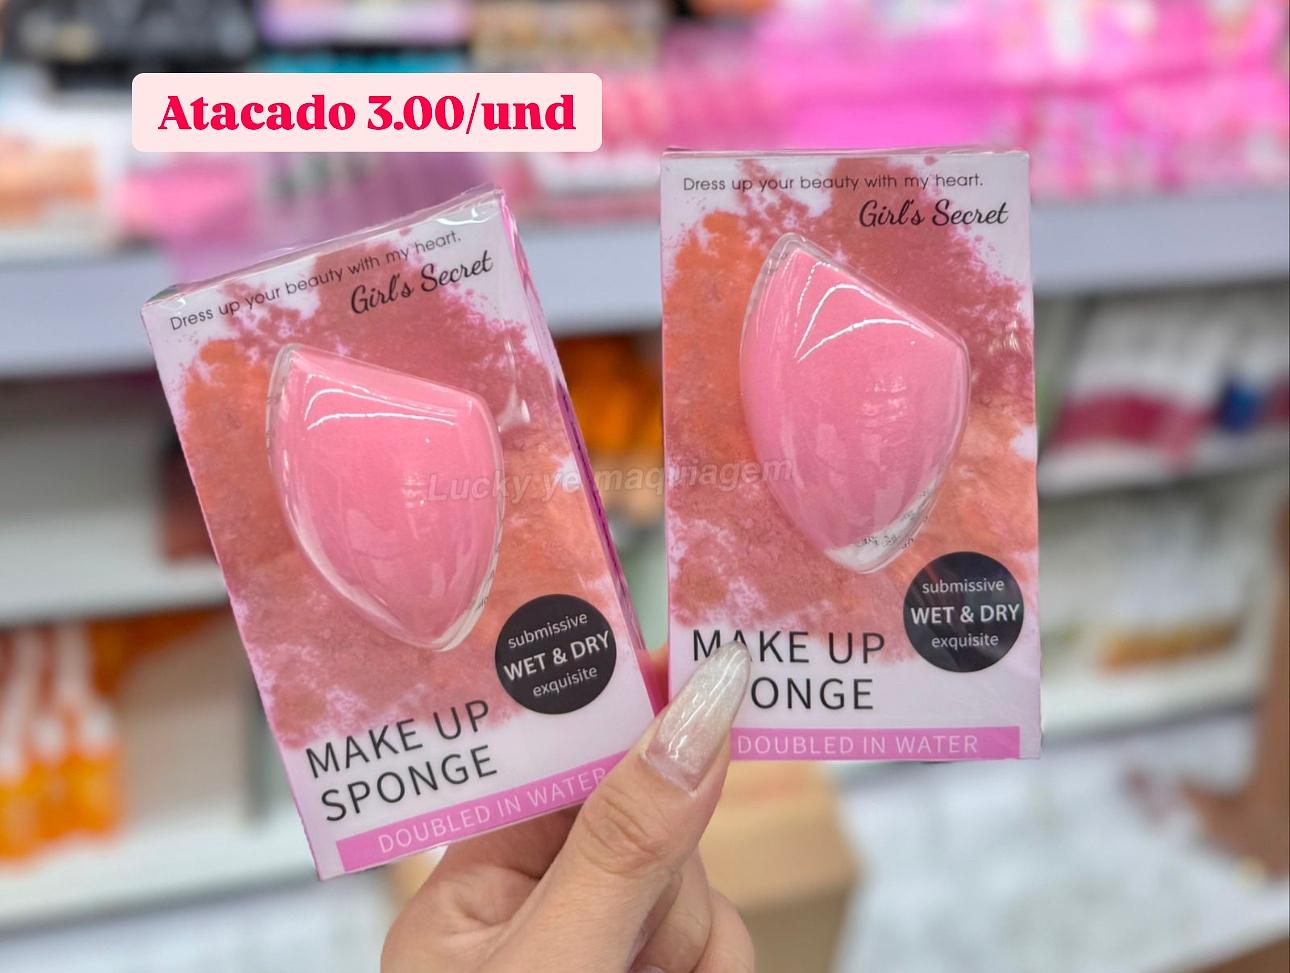 Atacado 3.00/und
Dress up your beauty with my heart.
Girl's Secret
submissive
WET & DRY
exquisite
MAKE UP
SPONGE
DOUBLED IN WATER
Dress up your beauty with my heart.
Girl's Secret
submissive
WET & DRY
exquisite
MAKE UP
PONGE
DOUBLED IN WATER
Lucky ye maquiagem